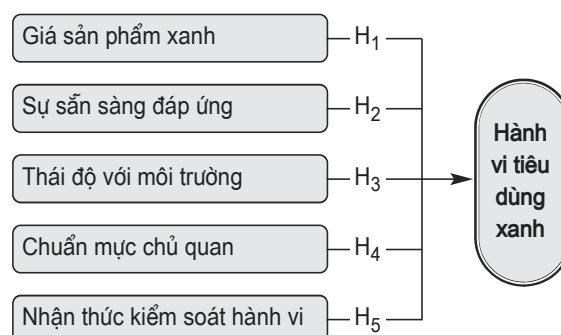 Giá sản phẩm xanh
H1
Sự sẵn sàng đáp ứng
H2
Thái độ với môi trường
H3
Chuẩn mực chủ quan
H4
Nhận thức kiểm soát hành vi
H5
Hành
vi tiêu
dùng
xanh